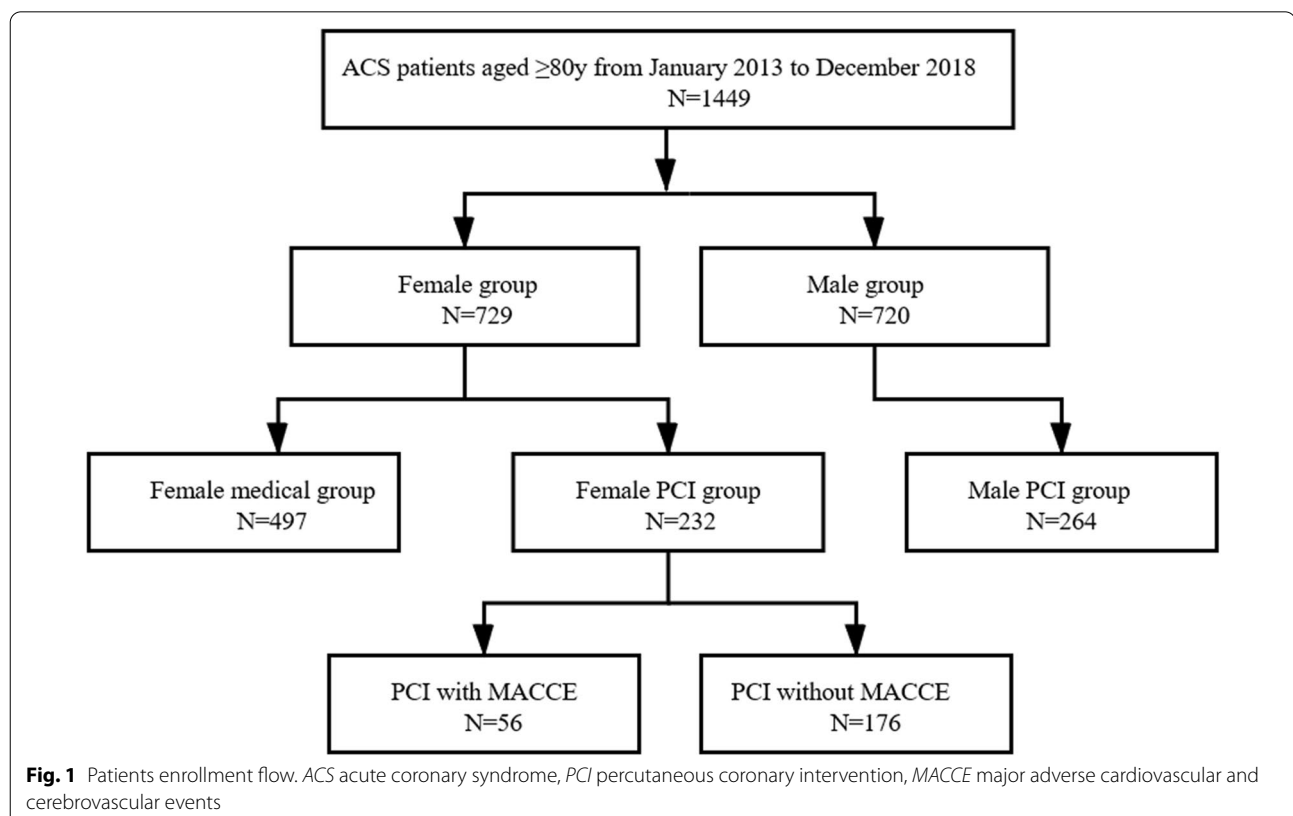 ACS patients aged ≥80y from January 2013 to December 2018
N=1449
Female group
N=729
Male group
N=720
Female medical group
N=497
Female PCI group
N=232
Male PCI group
N=264
PCI with MACCE
N=56
PCI without MACCE
N=176
Fig. 1 Patients enrollment flow. ACS acute coronary syndrome, PCI percutaneous coronary intervention, MACCE major adverse cardiovascular and
cerebrovascular events